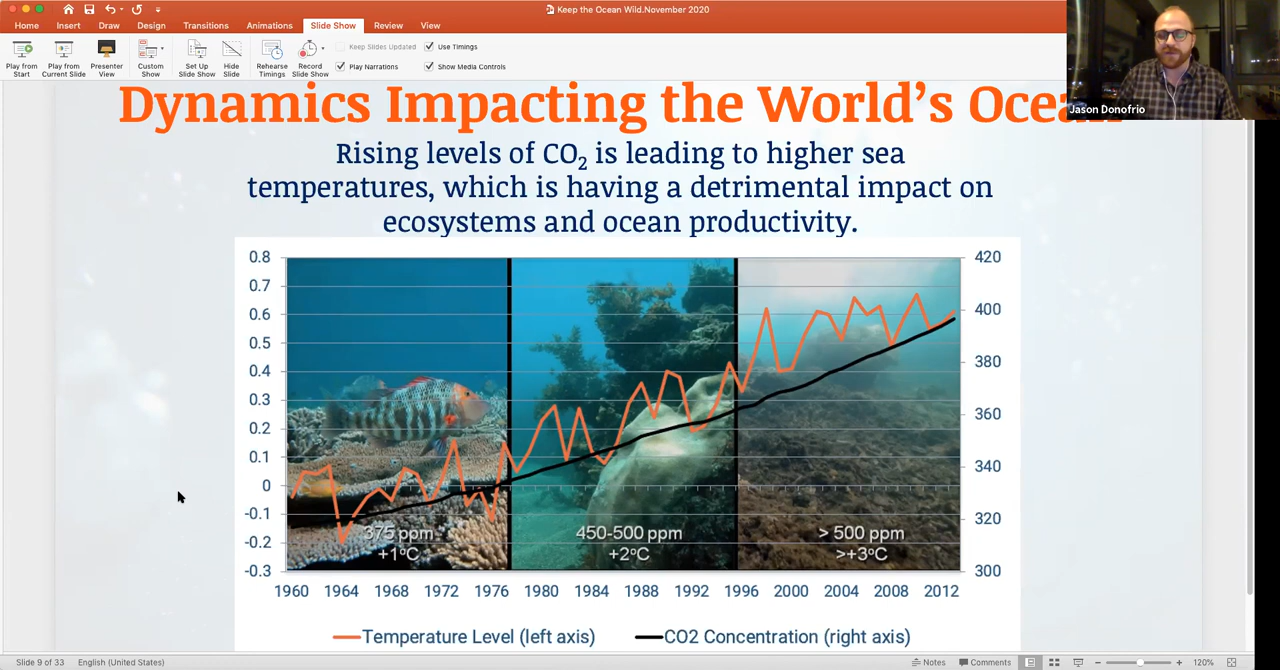 Keep the Ocean Wild.November 2020
Home Insert Draw Design Transitions Animations Slide Show Review View
Play from Start
Play from Current Slide
Presenter View
Custom Show
Set Up Slide Show
Hide Slide
Rehearse Timings
Record Slide Show
Keep Slides Updated
Play Narrations
Use Timings
Show Media Controls
Jason Donofrio
Dynamics Impacting the World's Ocean
Rising levels of CO₂ is leading to higher sea
temperatures, which is having a detrimental impact on
ecosystems and ocean productivity.
0.8
0.7
0.6
0.5
0.4
0.3
0.2
0.1
0
-0.1
-0.2
-0.3
420
400
380
360
340
320
300
375 ppm
+1°C
450-500 ppm
+2°C
> 500 ppm
>+3°C
1960 1964 1968 1972 1976 1980 1984 1988 1992 1996 2000 2004 2008 2012
Temperature Level (left axis) CO2 Concentration (right axis)
Slide 9 of 33 English (United States) Notes Comments 120%